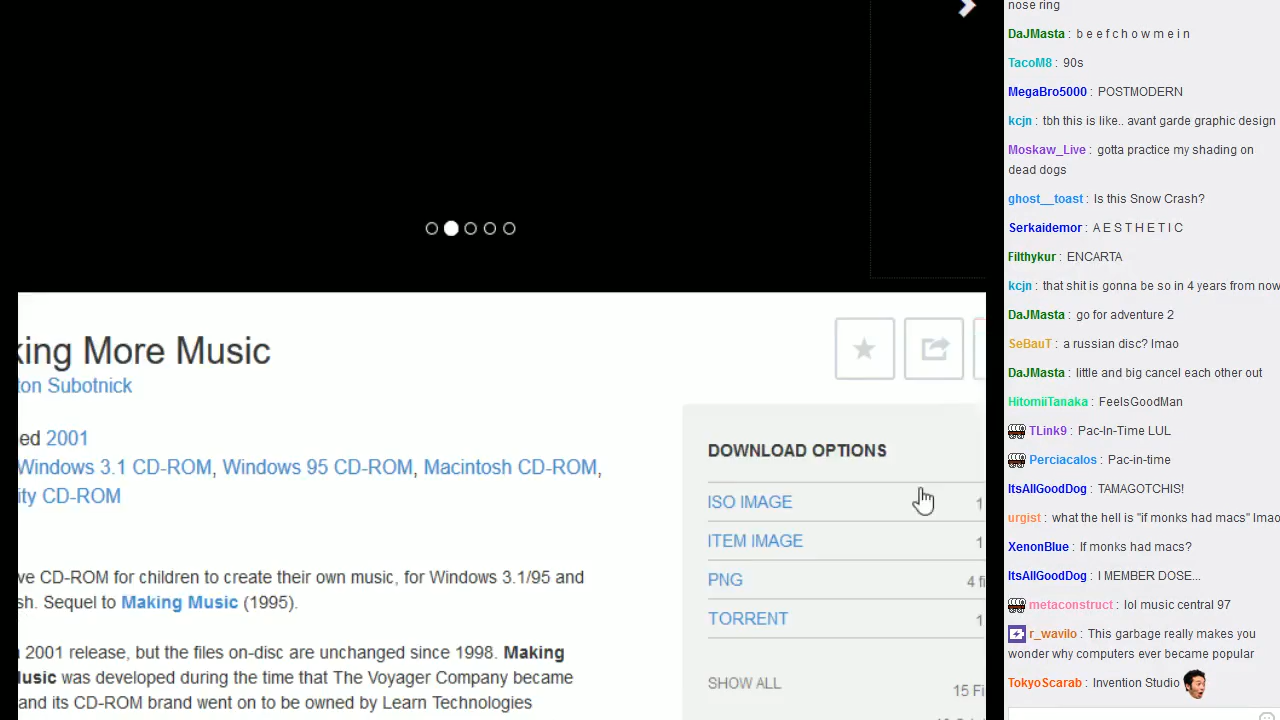 king More Music
ton Subotnick
ed 2001
Windows 3.1 CD-ROM, Windows 95 CD-ROM, Macintosh CD-ROM,
ity CD-ROM
ve CD-ROM for children to create their own music, for Windows 3.1/95 and
sh. Sequel to Making Music (1995).
2001 release, but the files on-disc are unchanged since 1998. Making
usic was developed during the time that The Voyager Company became
and its CD-ROM brand went on to be owned by Learn Technologies
DOWNLOAD OPTIONS
ISO IMAGE 1
ITEM IMAGE 1
PNG 4 fi
TORRENT 1
SHOW ALL 15 Fi
nose ring
DaJMasta : b e e f c h o w m e i n
TacoM8 : 90s
MegaBro5000 : POSTMODERN
kcjn : tbh this is like.. avant garde graphic design
Moskaw_Live : gotta practice my shading on
dead dogs
ghost__toast : Is this Snow Crash?
Serkaidemor : A E S T H E T I C
Filthykur : ENCARTA
kcjn : that shit is gonna be so in 4 years from now
DaJMasta : go for adventure 2
SeBauT : a russian disc? lmao
DaJMasta : little and big cancel each other out
HitomiiTanaka : FeelsGoodMan
TLink9 : Pac-In-Time LUL
Perciacalos : Pac-in-time
ItsAllGoodDog : TAMAGOTCHIS!
urgist : what the hell is "if monks had macs" lmao
XenonBlue : If monks had macs?
ItsAllGoodDog : I MEMBER DOSE...
metaconstruct : lol music central 97
r_wavilo : This garbage really makes you
wonder why computers ever became popular
TokyoScarab : Invention Studio